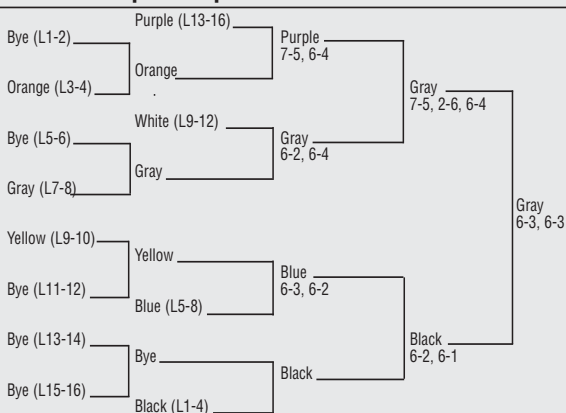 Bye (L1-2)
Orange (L3-4)
Bye (L5-6)
Gray (L7-8)
Yellow (L9-10)
Bye (L11-12)
Bye (L13-14)
Bye (L15-16)
Purple (L13-16)
Orange
White (L9-12)
Gray
Yellow
Blue (L5-8)
Bye
Black (L1-4)
Purple
7-5, 6-4
Gray
6-2, 6-4
Blue
6-3, 6-2
Black
Gray
7-5, 2-6, 6-4
Black
6-2, 6-1
Gray
6-3, 6-3